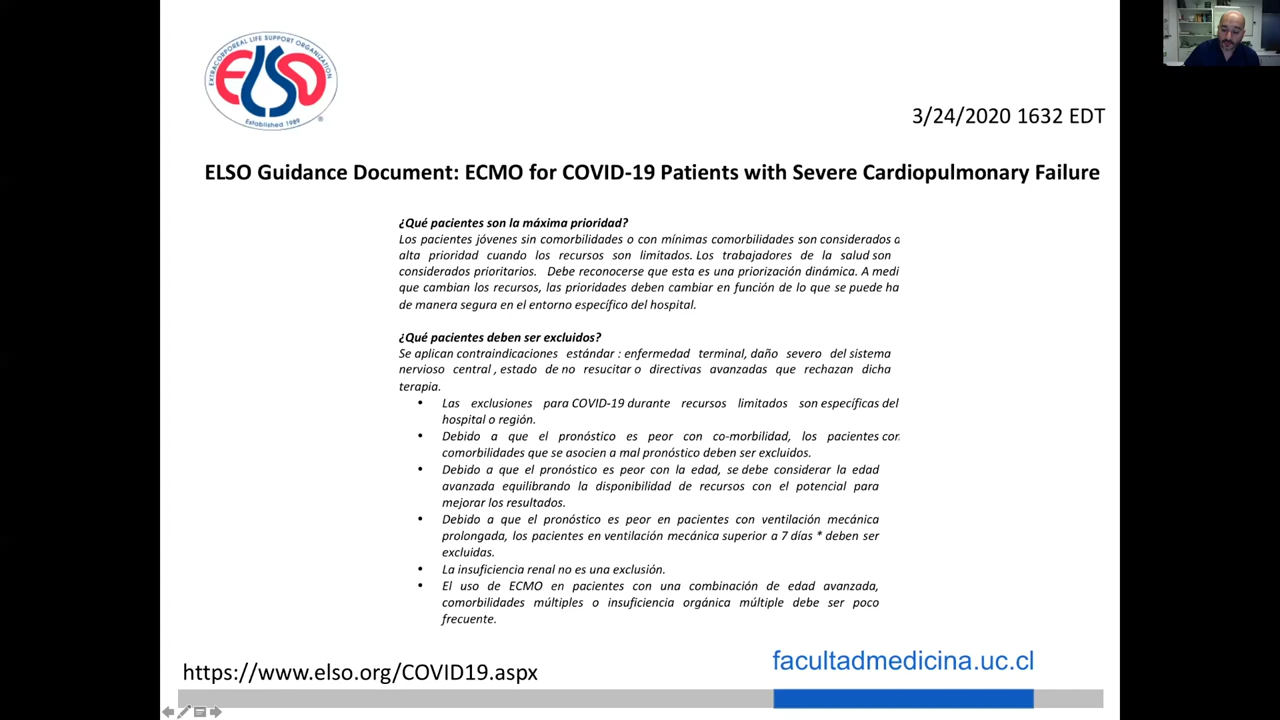 EXTRACORPOREAL LIFE SUPPORT ORGANIZATION
ELSO
Established 1989
®
3/24/2020 1632 EDT
ELSO Guidance Document: ECMO for COVID-19 Patients with Severe Cardiopulmonary Failure
¿Qué pacientes son la máxima prioridad?
Los pacientes jóvenes sin comorbilidades o con mínimas comorbilidades son considerados
alta prioridad cuando los recursos son limitados. Los trabajadores de la salud son
considerados prioritarios. Debe reconocerse que esta es una priorización dinámica. A medi
que cambian los recursos, las prioridades deben cambiar en función de lo que se puede ha
de manera segura en el entorno específico del hospital.
¿Qué pacientes deben ser excluidos?
Se aplican contraindicaciones estándar : enfermedad terminal, daño severo del sistema
nervioso central , estado de no resucitar o directivas avanzadas que rechazan dicha
terapia.
• Las exclusiones para COVID-19 durante recursos limitados son específicas del
hospital o región.
• Debido a que el pronóstico es peor con co-morbilidad, los pacientes con
comorbilidades que se asocien a mal pronóstico deben ser excluidos.
• Debido a que el pronóstico es peor con la edad, se debe considerar la edad
avanzada equilibrando la disponibilidad de recursos con el potencial para
mejorar los resultados.
• Debido a que el pronóstico es peor en pacientes con ventilación mecánica
prolongada, los pacientes en ventilación mecánica superior a 7 días * deben ser
excluidas.
• La insuficiencia renal no es una exclusión.
• El uso de ECMO en pacientes con una combinación de edad avanzada,
comorbilidades múltiples o insuficiencia orgánica múltiple debe ser poco
frecuente.
https://www.elso.org/COVID19.aspx
facultadmedicina.uc.cl